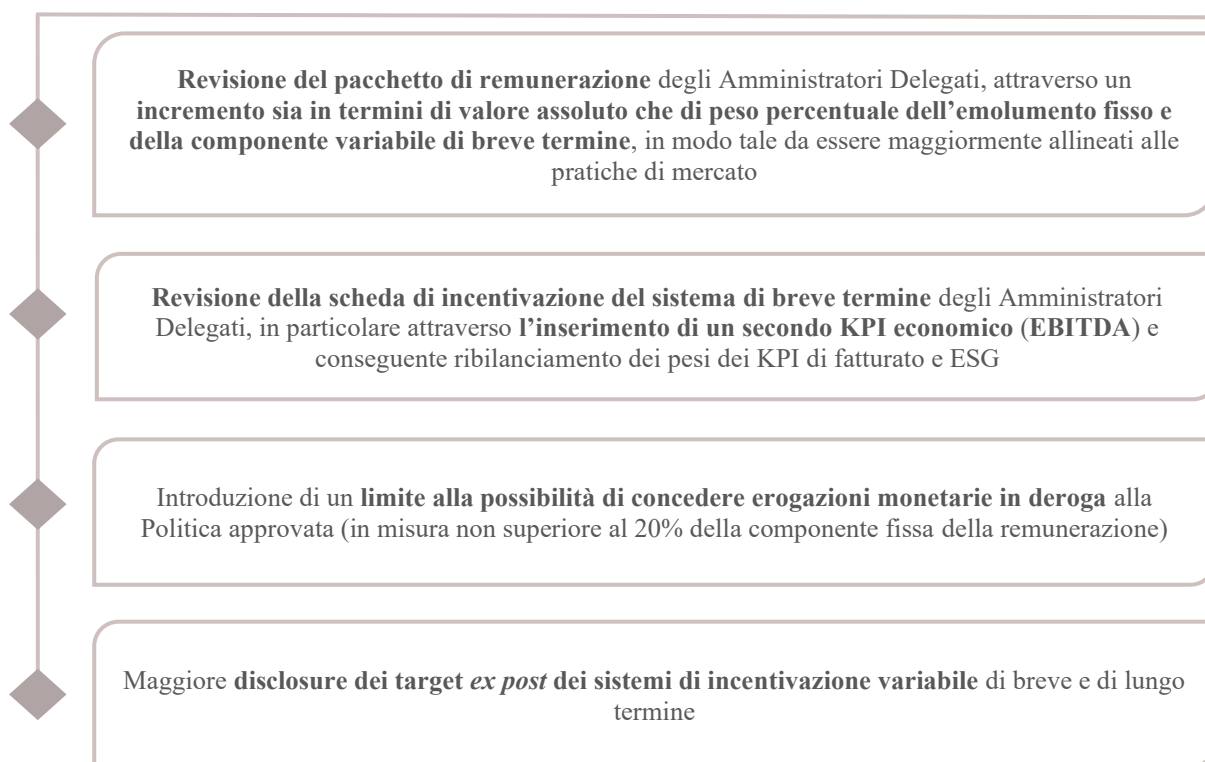 Revisione del pacchetto di remunerazione degli Amministratori Delegati, attraverso un
incremento sia in termini di valore assoluto che di peso percentuale dell’emolumento fisso e
della componente variabile di breve termine, in modo tale da essere maggiormente allineati alle
pratiche di mercato
Revisione della scheda di incentivazione del sistema di breve termine degli Amministratori
Delegati, in particolare attraverso l’inserimento di un secondo KPI economico (EBITDA) e
conseguente ribilanciamento dei pesi dei KPI di fatturato e ESG
Introduzione di un limite alla possibilità di concedere erogazioni monetarie in deroga alla
Politica approvata (in misura non superiore al 20% della componente fissa della remunerazione)
Maggiore disclosure dei target ex post dei sistemi di incentivazione variabile di breve e di lungo
termine